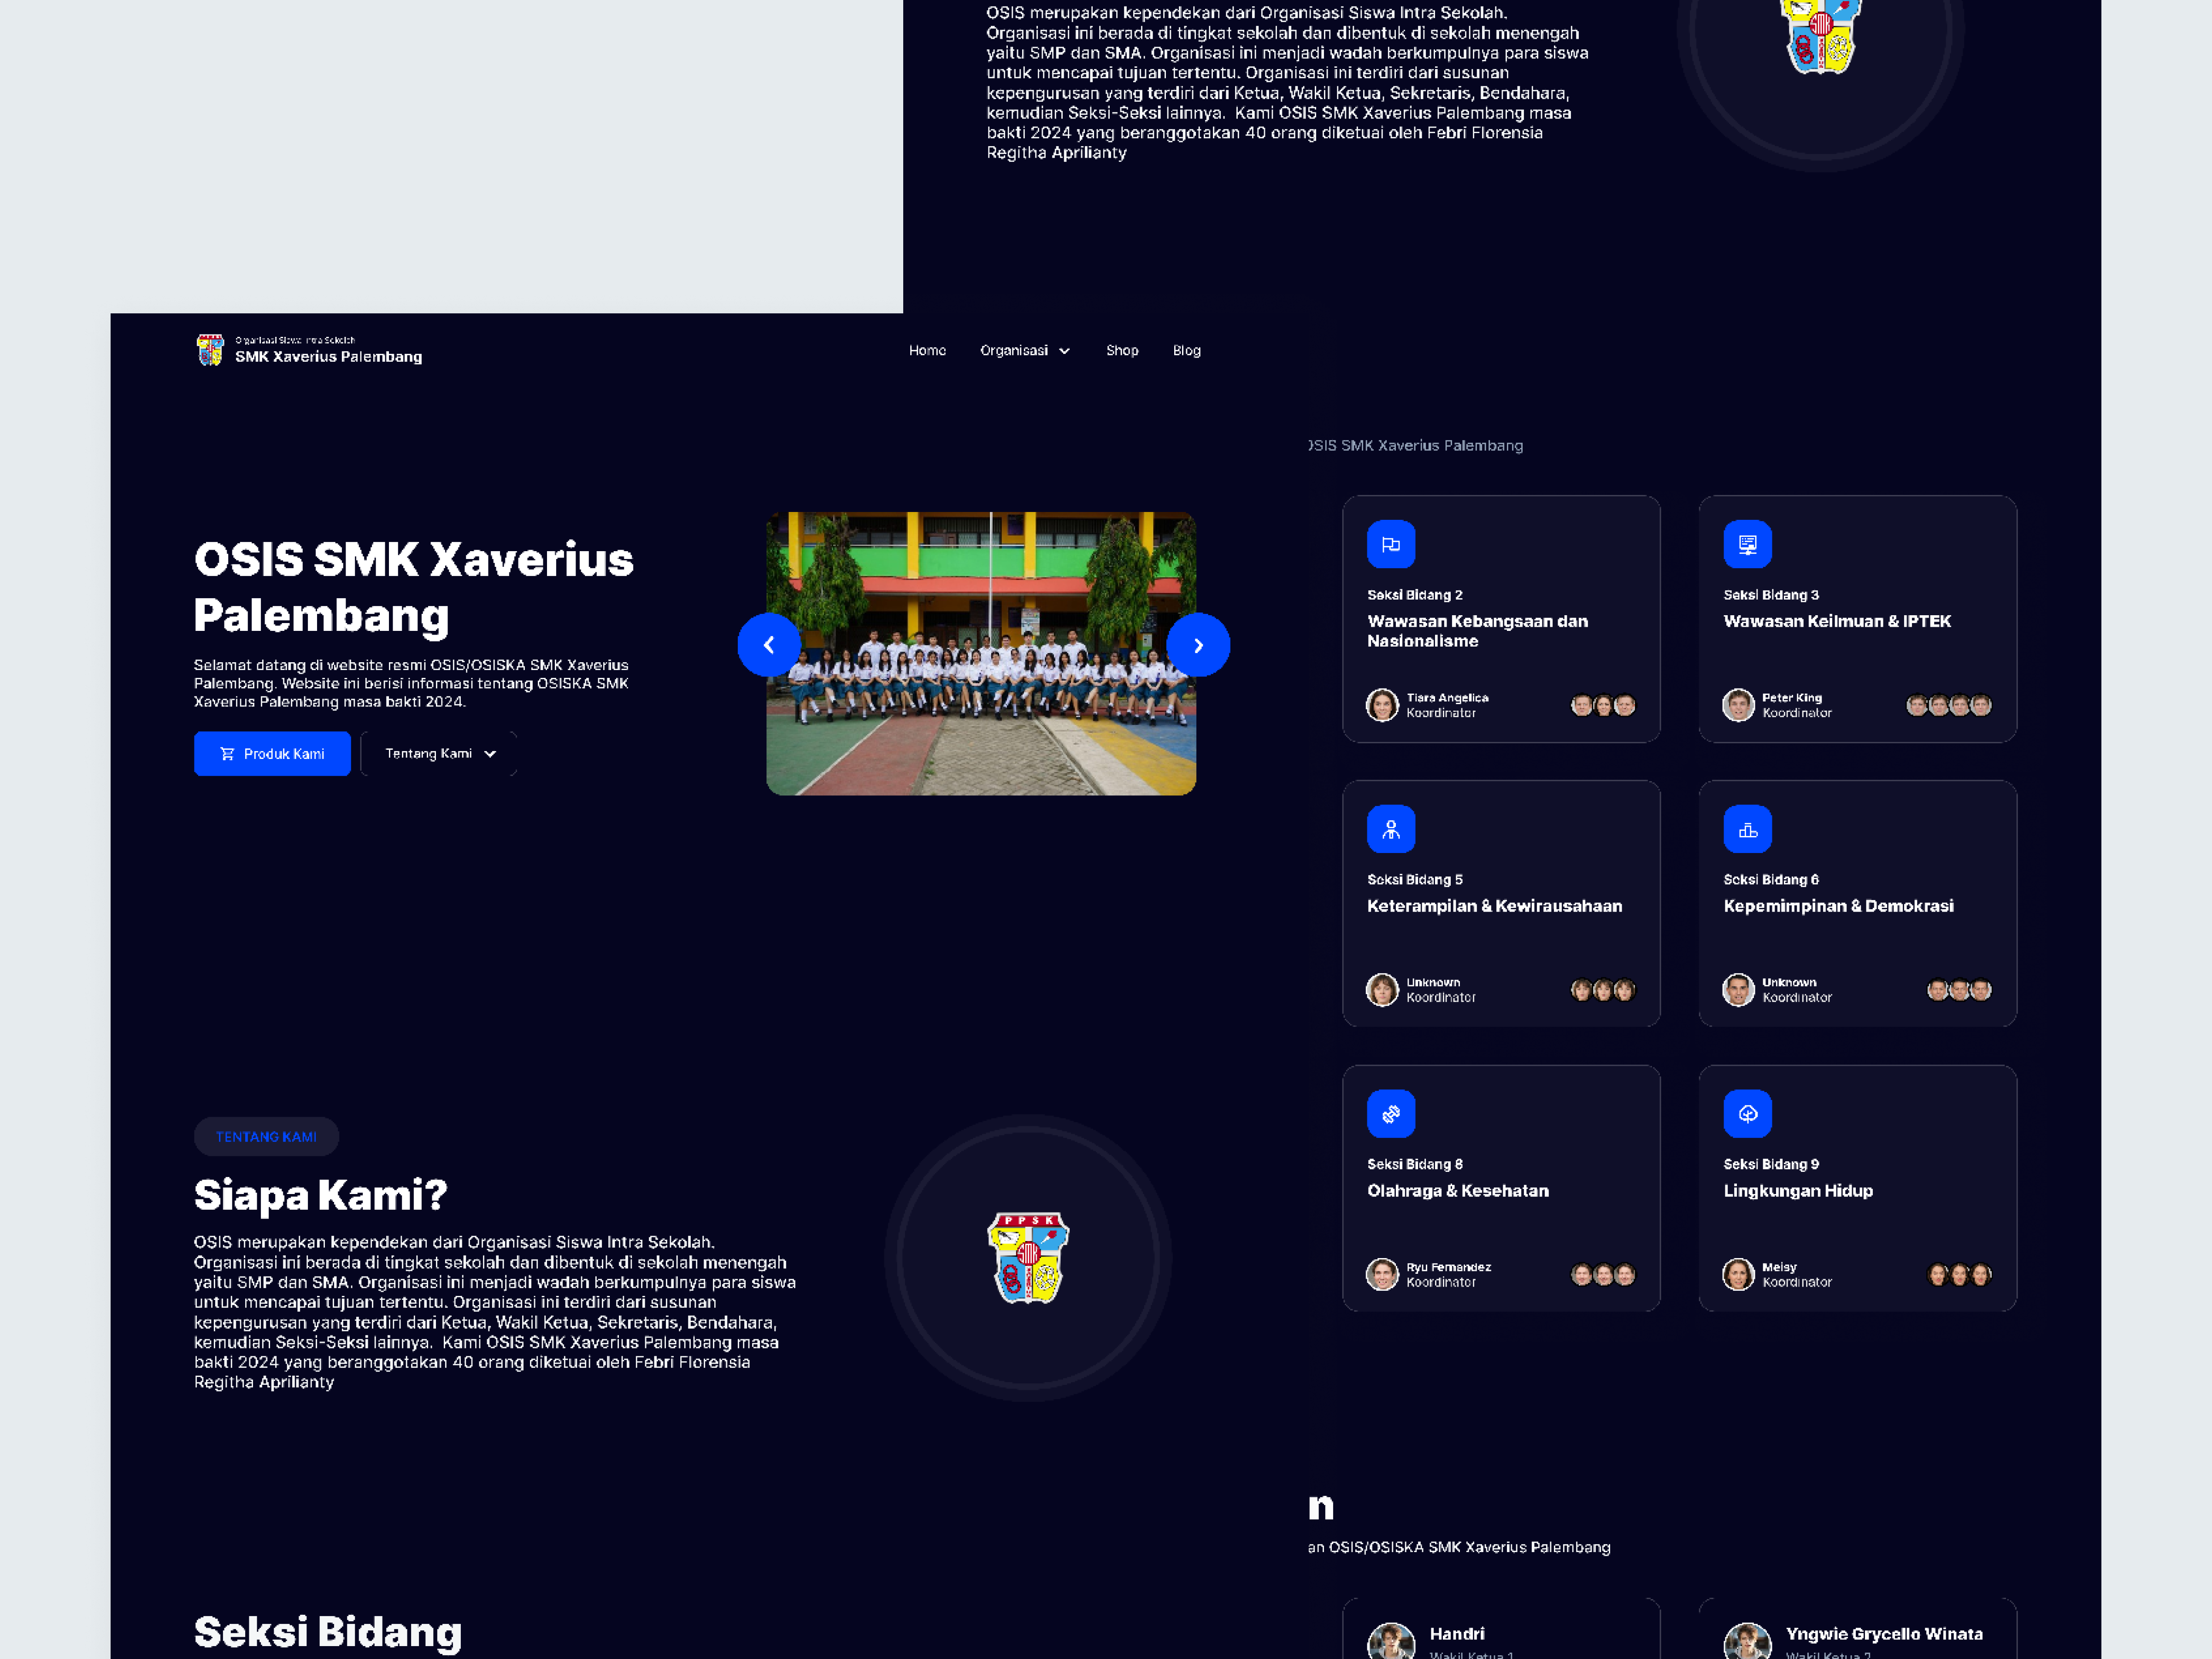 OSIS merupakan kependekan dari Organisasi Siswa Intra Sekolah.
Organisasi ini berada di tingkat sekolah dan dibentuk di sekolah menengah
yaitu SMP dan SMA. Organisasi ini menjadi wadah berkumpulnya para siswa
untuk mencapai tujuan tertentu. Organisasi ini terdiri dari susunan
kepengurusan yang terdiri dari Ketua, Wakil Ketua, Sekretaris, Bendahara,
kemudian Seksi-Seksi lainnya. Kami OSIS SMK Xaverius Palembang masa
bakti 2024 yang beranggotakan 40 orang diketuai oleh Febri Florensia
Regitha Aprilianty
SMK
Organisasi Siswa Intra Sekolah
SMK Xaverius Palembang
Home
Organisasi
Shop
Blog
OSIS SMK Xaverius
Palembang
Selamat datang di website resmi OSIS/OSISKA SMK Xaverius
Palembang. Website ini berisi informasi tentang OSISKA SMK
Xaverius Palembang masa bakti 2024.
Produk Kami
Tentang Kami
TENTANG KAMI
Siapa Kami?
OSIS merupakan kependekan dari Organisasi Siswa Intra Sekolah.
Organisasi ini berada di tingkat sekolah dan dibentuk di sekolah menengah
yaitu SMP dan SMA. Organisasi ini menjadi wadah berkumpulnya para siswa
untuk mencapai tujuan tertentu. Organisasi ini terdiri dari susunan
kepengurusan yang terdiri dari Ketua, Wakil Ketua, Sekretaris, Bendahara,
kemudian Seksi-Seksi lainnya. Kami OSIS SMK Xaverius Palembang masa
bakti 2024 yang beranggotakan 40 orang diketuai oleh Febri Florensia
Regitha Aprilianty
PPSK
SMK
Seksi Bidang
OSIS SMK Xaverius Palembang
Seksi Bidang 2
Wawasan Kebangsaan dan
Nasionalisme
Tiara Angelica
Koordinator
Seksi Bidang 3
Wawasan Keilmuan & IPTEK
Peter King
Koordinator
Seksi Bidang 5
Keterampilan & Kewirausahaan
Unknown
Koordinator
Seksi Bidang 6
Kepemimpinan & Demokrasi
Unknown
Koordinator
Seksi Bidang 8
Olahraga & Kesehatan
Ryu Fernandez
Koordinator
Seksi Bidang 9
Lingkungan Hidup
Meisy
Koordinator
n
an OSIS/OSISKA SMK Xaverius Palembang
Handri
Wakil Ketua 1
Yngwie Grycello Winata
Wakil Ketua 2